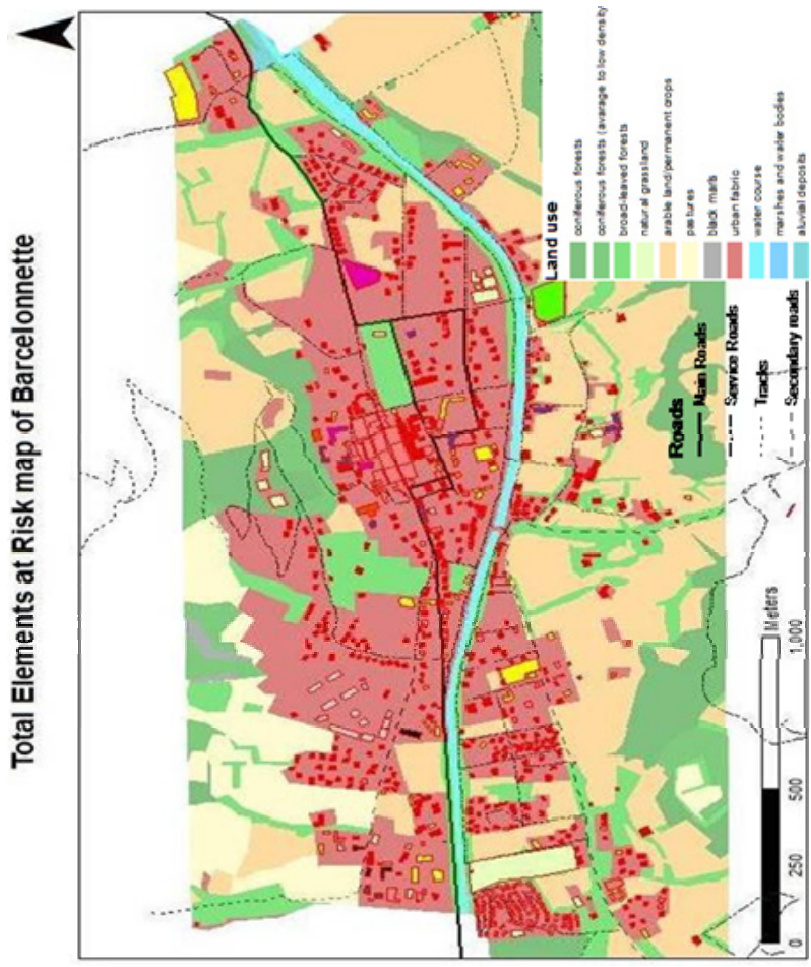 Total Elements at Risk map of Barcelonnette
Land use
coniferous forests
coniferous forests (avarage to low density
broad-leaved forests
natural grassland
arable land/permanent crops
pastures
black marls
urban fabric
water course
marshes and water bodies
aluvial deposits
Roads
Main Roads
Service Roads
Tracks
Secondary roads
0 250 500 1,000
Meters